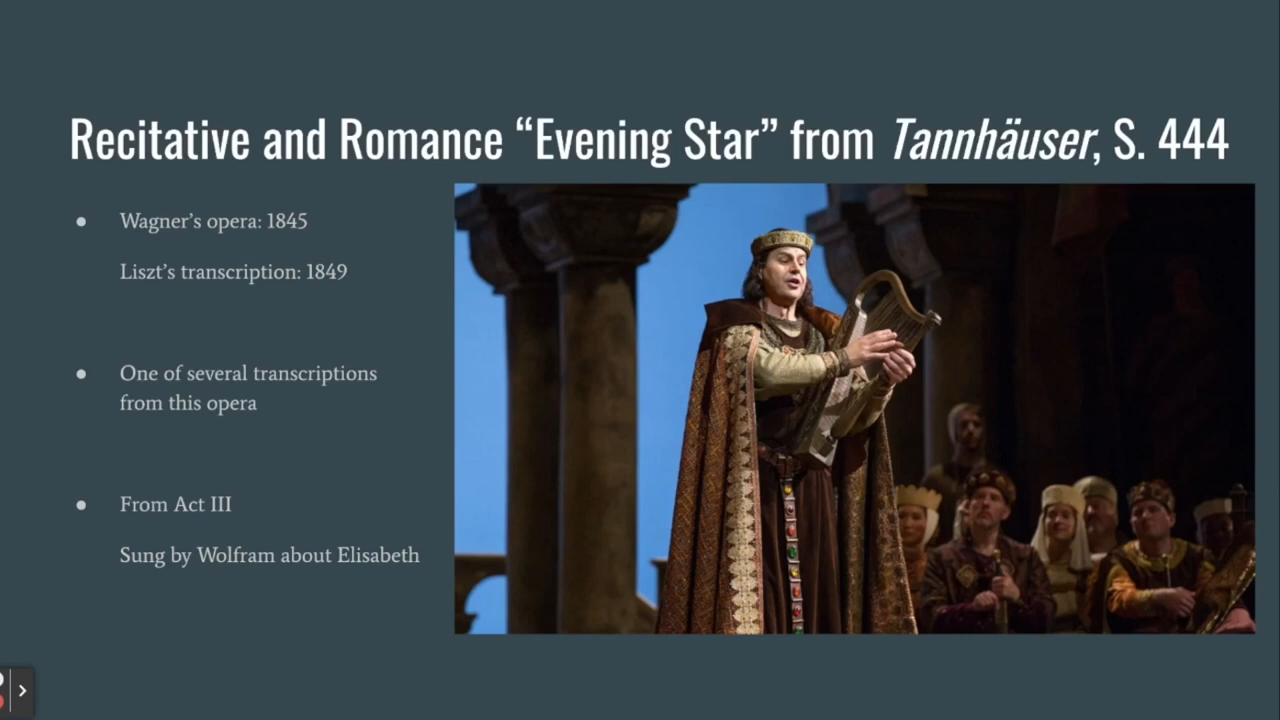 Recitative and Romance “Evening Star” from Tannhäuser, S. 444
● Wagner’s opera: 1845
Liszt’s transcription: 1849
● One of several transcriptions
from this opera
● From Act III
Sung by Wolfram about Elisabeth